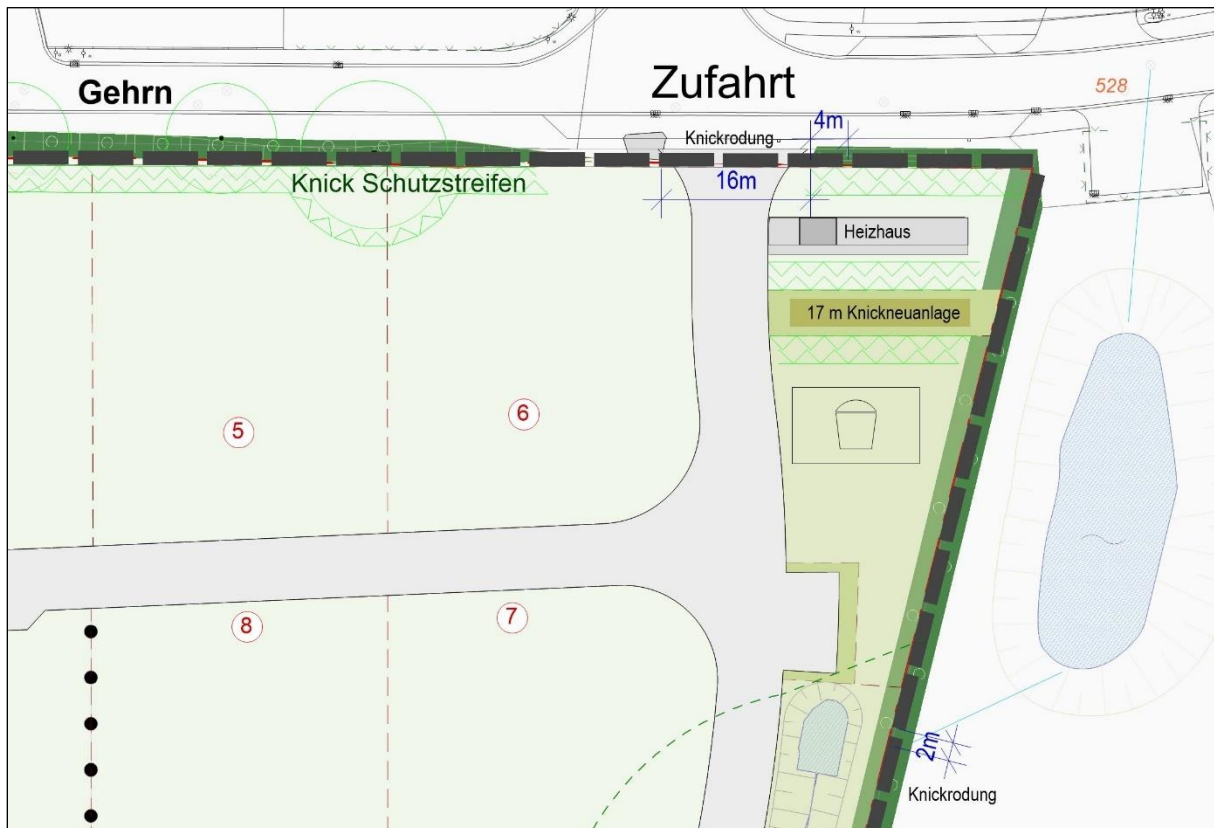 Gehrn
Zufahrt
528
Knickrodung
4m
Knick Schutzstreifen
16m
Heizhaus
17 m Knickneuanlage
5
6
8
7
2m
Knickrodung